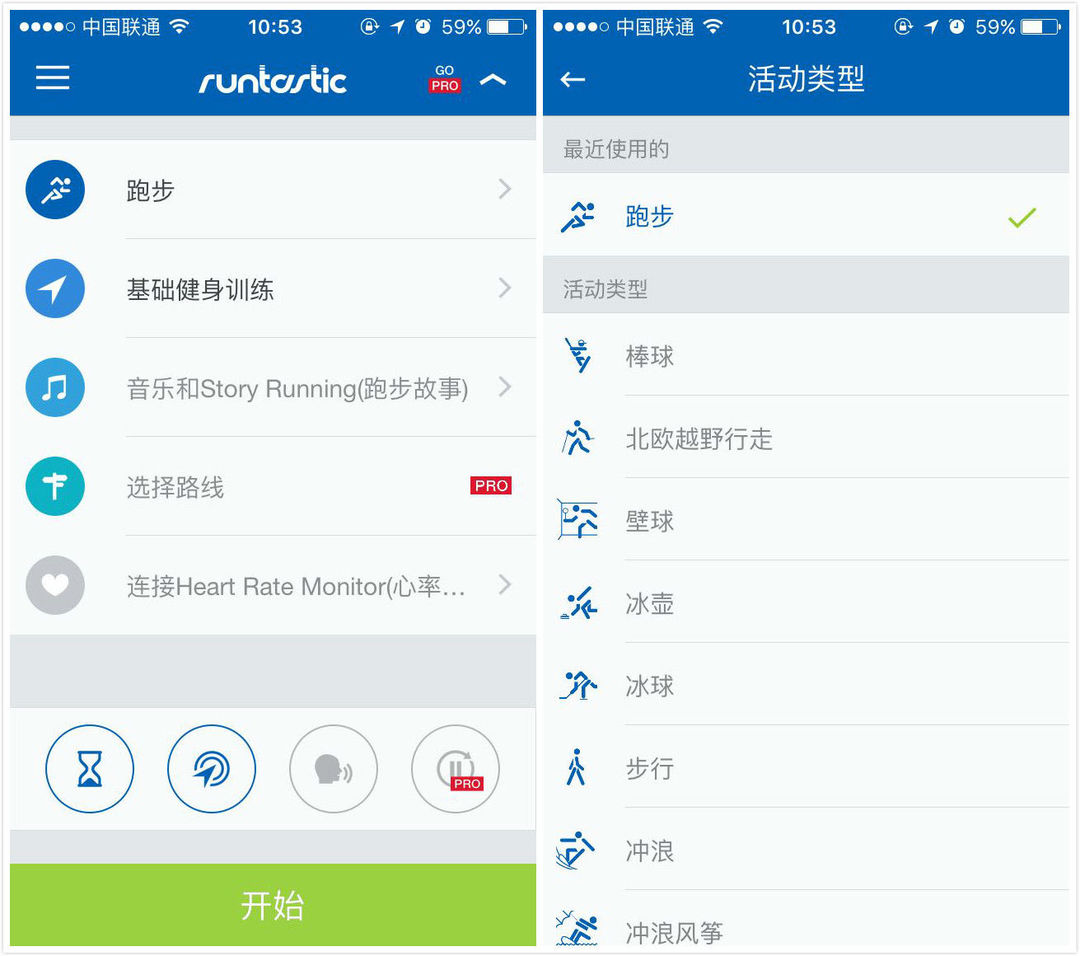 中国联通 10:53 59%
runtastic GO PRO
跑步
基础健身训练
音乐和Story Running(跑步故事)
选择路线 PRO
连接Heart Rate Monitor(心率...
PRO
开始
中国联通 10:53 59%
活动类型
最近使用的
跑步
活动类型
棒球
北欧越野行走
壁球
冰壶
冰球
步行
冲浪
冲浪风筝